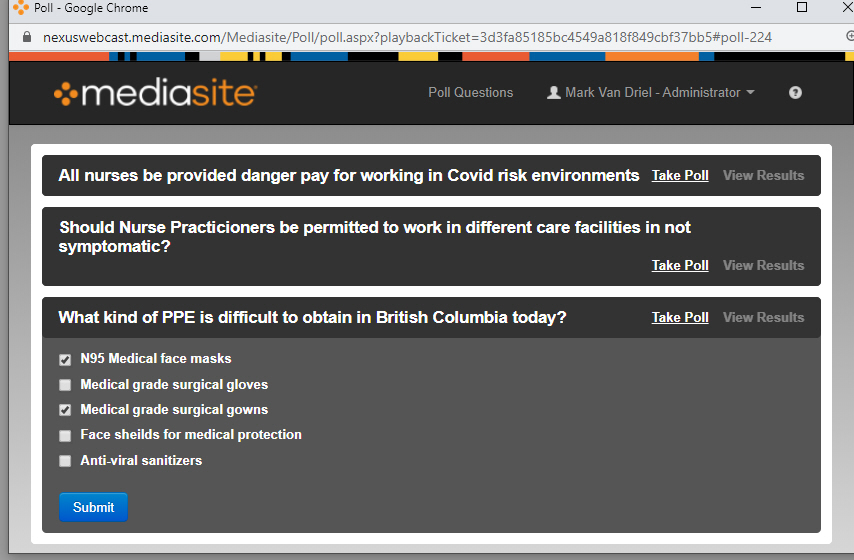 Poll - Google Chrome
nexuswebcast.mediasite.com/Mediasite/Poll/poll.aspx?playbackTicket=3d3fa85185bc4549a818f849cbf37bb5#poll-224
mediasite
Poll Questions
Mark Van Driel - Administrator
?
All nurses be provided danger pay for working in Covid risk environments Take Poll View Results
Should Nurse Practicioners be permitted to work in different care facilities in not
symptomatic?
Take Poll View Results
What kind of PPE is difficult to obtain in British Columbia today? Take Poll View Results
N95 Medical face masks
Medical grade surgical gloves
Medical grade surgical gowns
Face sheilds for medical protection
Anti-viral sanitizers
Submit